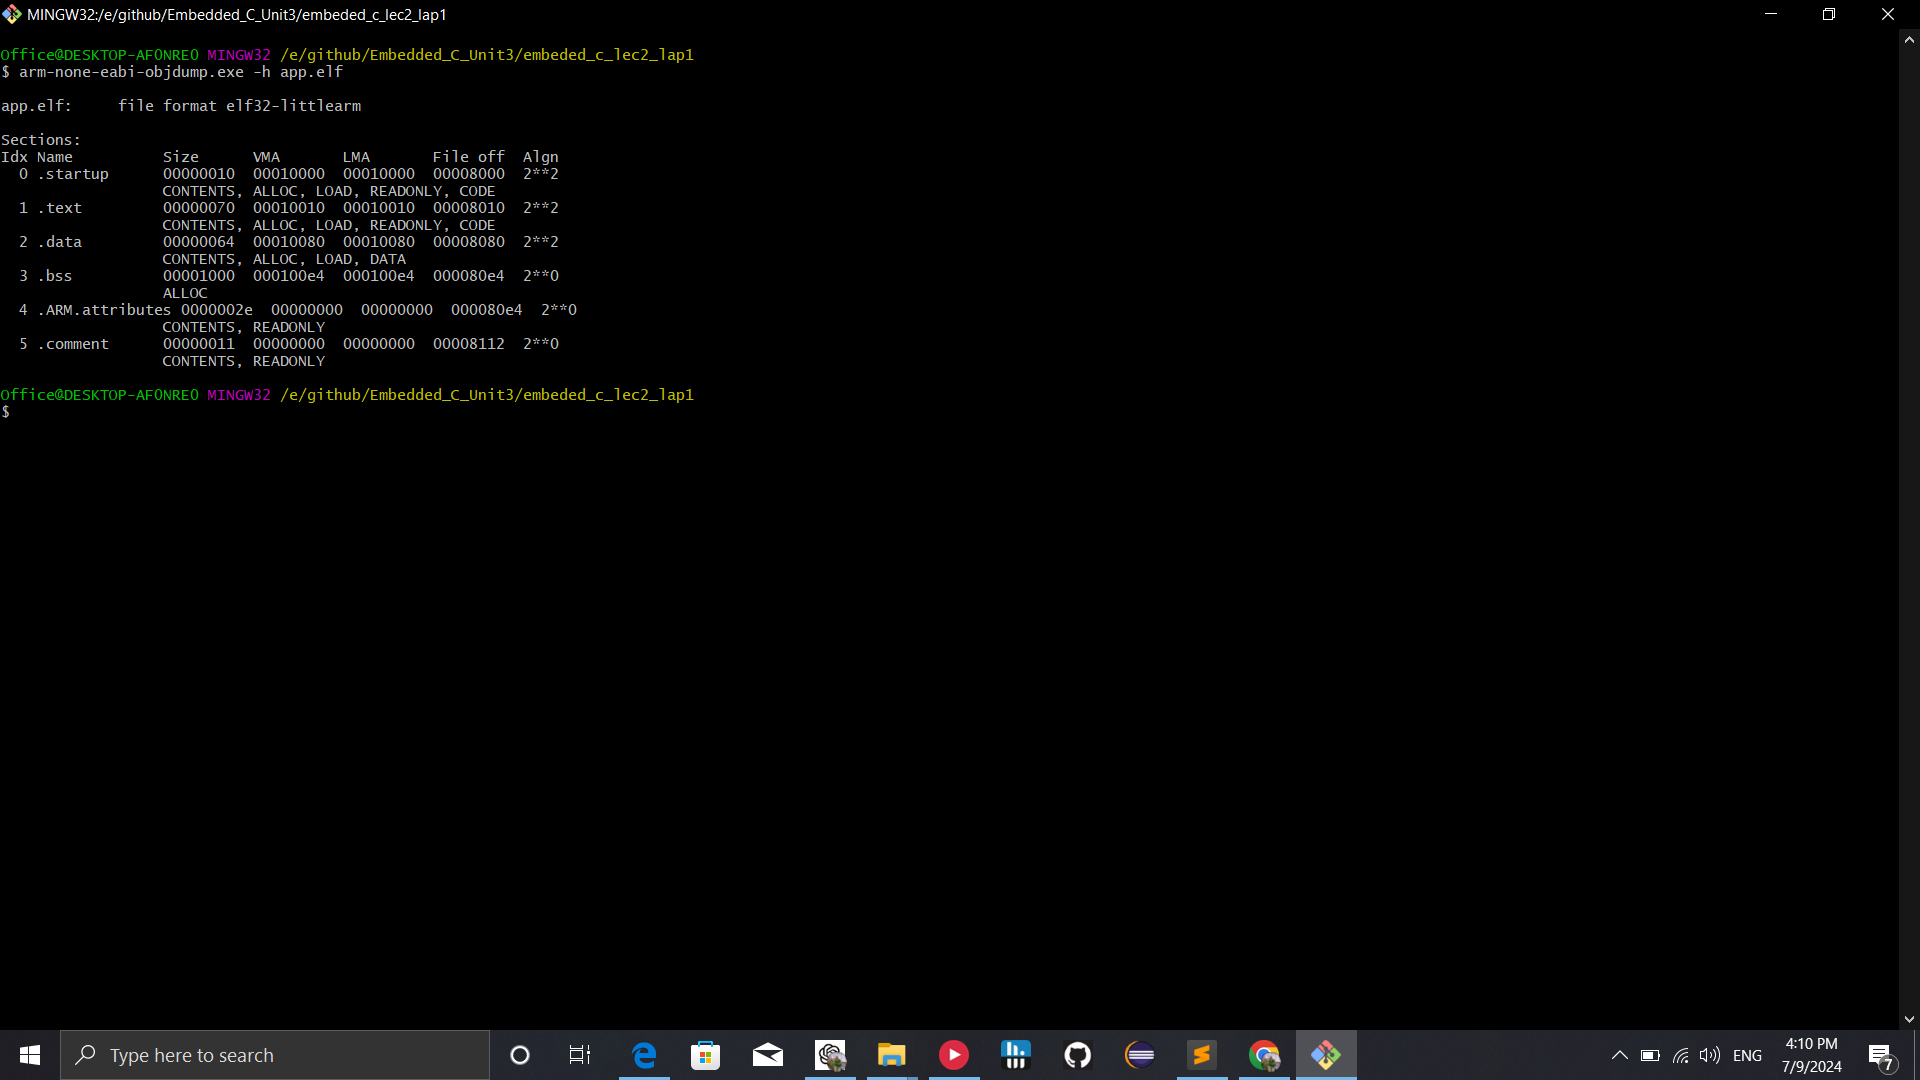 MINGW32:/e/github/Embedded_C_Unit3/embeded_c_lec2_lap1
Office@DESKTOP-AF0NRE0 MINGW32 /e/github/Embedded_C_Unit3/embeded_c_lec2_lap1
$ arm-none-eabi-objdump.exe -h app.elf
app.elf:     file format elf32-littlearm
Sections:
Idx Name          Size      VMA       LMA       File off  Algn
  0 .startup      00000010  00010000  00010000  00008000  2**2
                  CONTENTS, ALLOC, LOAD, READONLY, CODE
  1 .text         00000070  00010010  00010010  00008010  2**2
                  CONTENTS, ALLOC, LOAD, READONLY, CODE
  2 .data         00000064  00010080  00010080  00008080  2**2
                  CONTENTS, ALLOC, LOAD, DATA
  3 .bss          00001000  000100e4  000100e4  000080e4  2**0
                  ALLOC
  4 .ARM.attributes 0000002e  00000000  00000000  000080e4  2**0
                  CONTENTS, READONLY
  5 .comment      00000011  00000000  00000000  00008112  2**0
                  CONTENTS, READONLY
Office@DESKTOP-AF0NRE0 MINGW32 /e/github/Embedded_C_Unit3/embeded_c_lec2_lap1
$
Type here to search
ENG
4:10 PM
7/9/2024
7